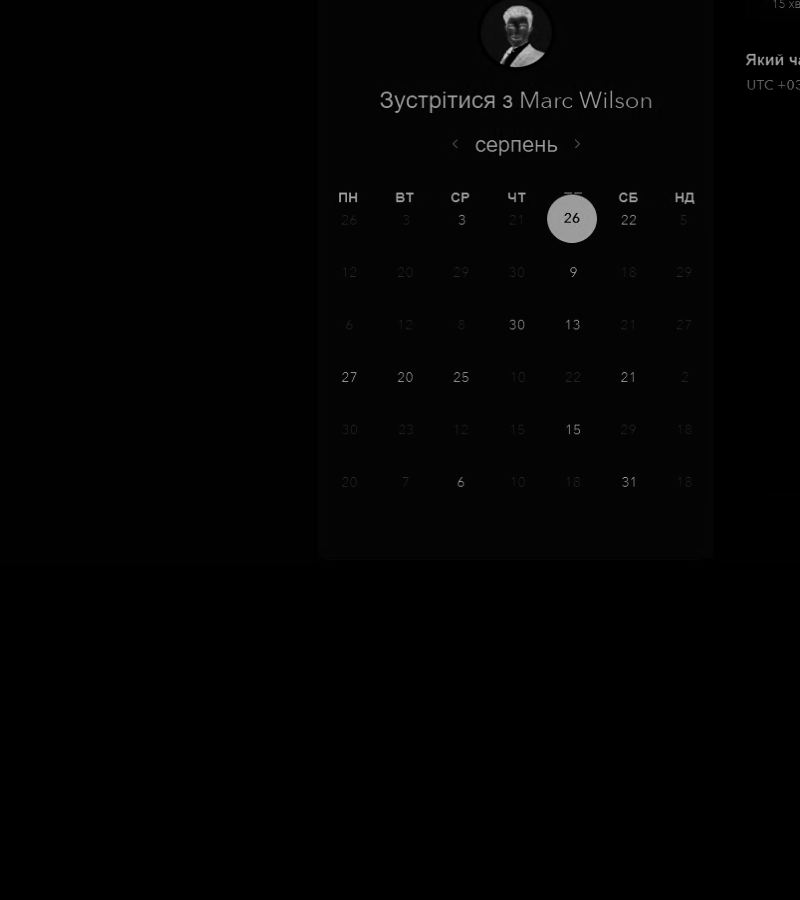 15 хв
Який ча
UTC +03
Зустрітися з Marc Wilson
серпень
ПН ВТ СР ЧТ СБ НД
26 3 3 21 26 22 5
12 20 29 30 9 18 29
6 12 8 30 13 21 27
27 20 25 10 22 21 2
30 23 12 15 15 29 18
20 7 6 10 18 31 18